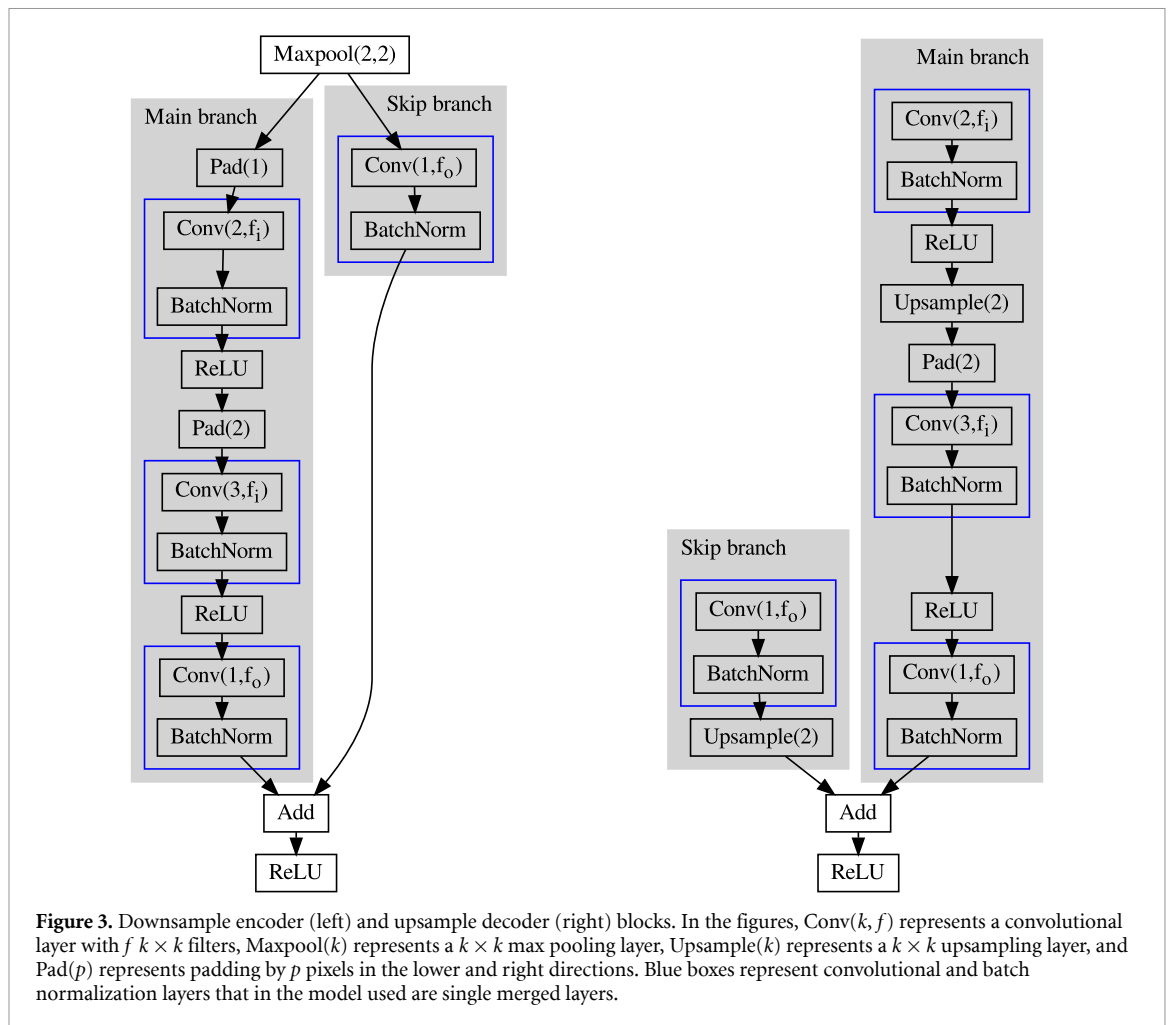 Maxpool(2,2)
Main branch
Pad(1)
Conv(2,fi)
BatchNorm
ReLU
Pad(2)
Conv(3,fi)
BatchNorm
ReLU
Conv(1,fo)
BatchNorm
Skip branch
Conv(1,fo)
BatchNorm
Add
ReLU
Skip branch
Conv(1,fo)
BatchNorm
Upsample(2)
Main branch
Conv(2,fi)
BatchNorm
ReLU
Upsample(2)
Pad(2)
Conv(3,fi)
BatchNorm
ReLU
Conv(1,fo)
BatchNorm
Add
ReLU
Figure 3. Downsample encoder (left) and upsample decoder (right) blocks. In the figures, Conv(k, f) represents a convolutional
layer with f k × k filters, Maxpool(k) represents a k × k max pooling layer, Upsample(k) represents a k × k upsampling layer, and
Pad(p) represents padding by p pixels in the lower and right directions. Blue boxes represent convolutional and batch
normalization layers that in the model used are single merged layers.